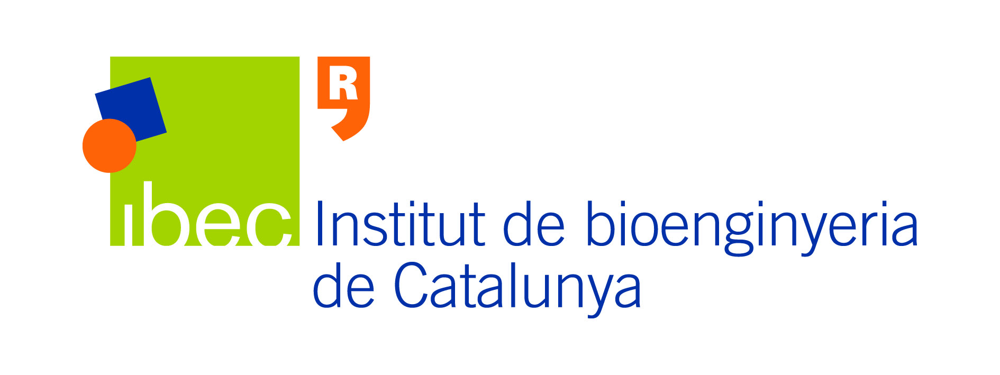 R
ibec
Institut de bioenginyeria
de Catalunya